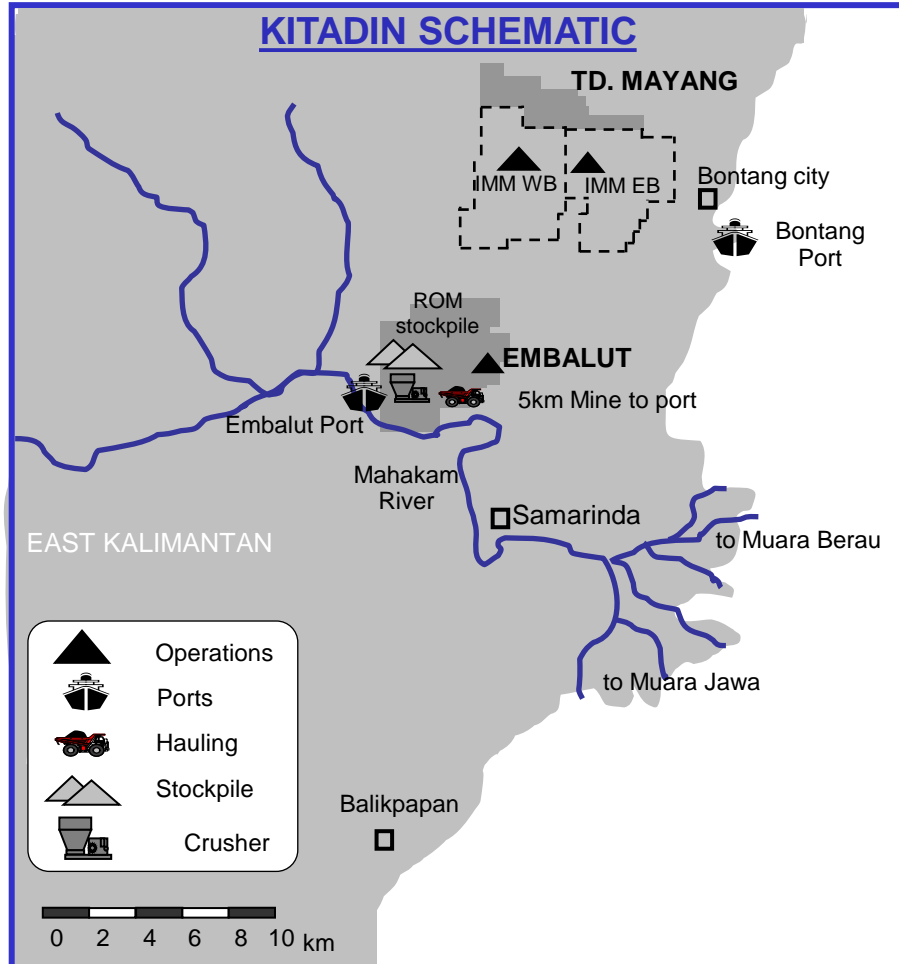 KITADIN SCHEMATIC
TD. MAYANG
IMM WB
IMM EB
Bontang city
Bontang
Port
ROM
stockpile
EMBALUT
5km Mine to port
Embalut Port
Mahakam
River
Samarinda
EAST KALIMANTAN
to Muara Berau
to Muara Jawa
Operations
Ports
Hauling
Stockpile
Crusher
Balikpapan
0 2 4 6 8 10 km